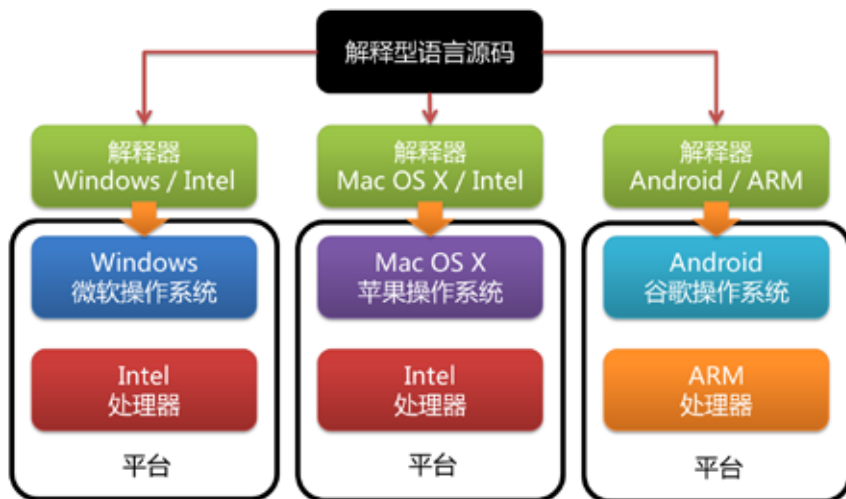 解释型语言源码
解释器
Windows / Intel
解释器
Mac OS X / Intel
解释器
Android / ARM
Windows
微软操作系统
Mac OS X
苹果操作系统
Android
谷歌操作系统
Intel
处理器
Intel
处理器
ARM
处理器
平台
平台
平台